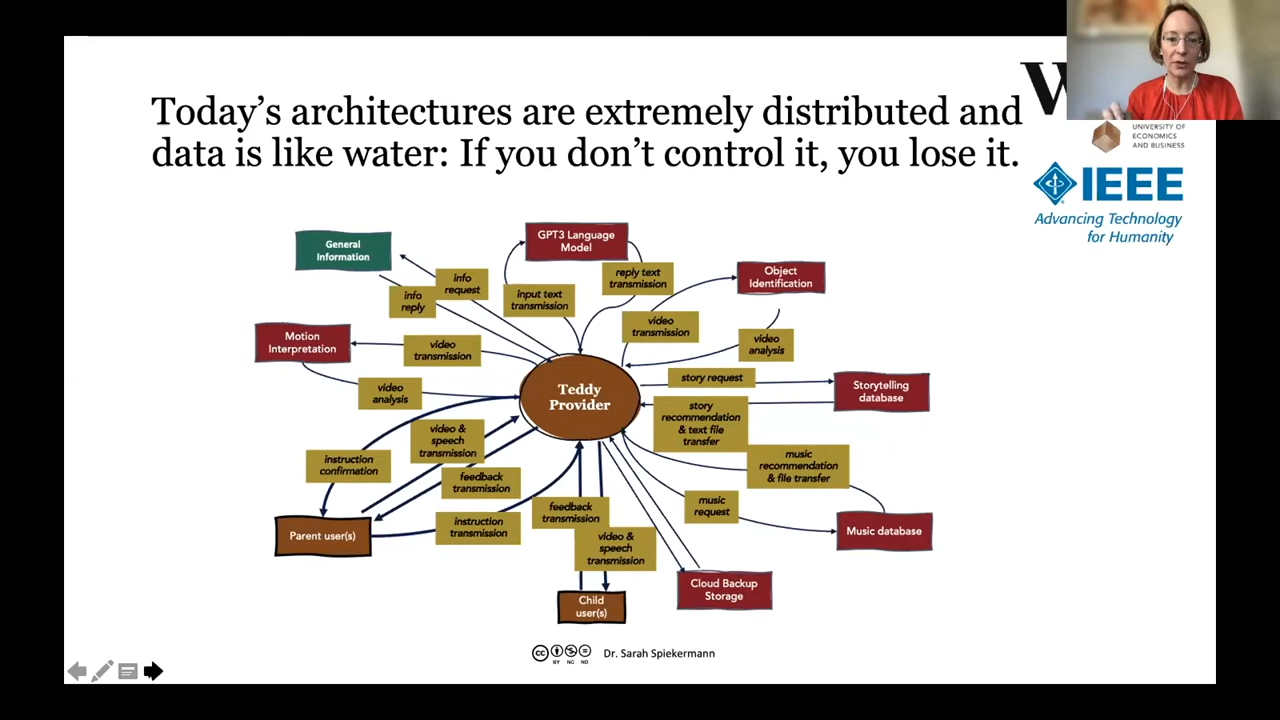 Today's architectures are extremely distributed and
data is like water: If you don't control it, you lose it.
UNIVERSITY OF
ECONOMICS
AND BUSINESS
IEEE
Advancing Technology
for Humanity
General
Information
GPT3 Language
Model
Object
Identification
info
request
info
reply
input text
transmission
reply text
transmission
video
transmission
video
analysis
Motion
Interpretation
video
transmission
video
analysis
Teddy
Provider
story request
Storytelling
database
story
recommendation
& text file
transfer
video &
speech
transmission
instruction
confirmation
feedback
transmission
music
recommendation
& file transfer
music
request
Music database
Parent user(s)
instruction
transmission
feedback
transmission
video &
speech
transmission
Cloud Backup
Storage
Child
user(s)
cc
BY NC ND
Dr. Sarah Spiekermann